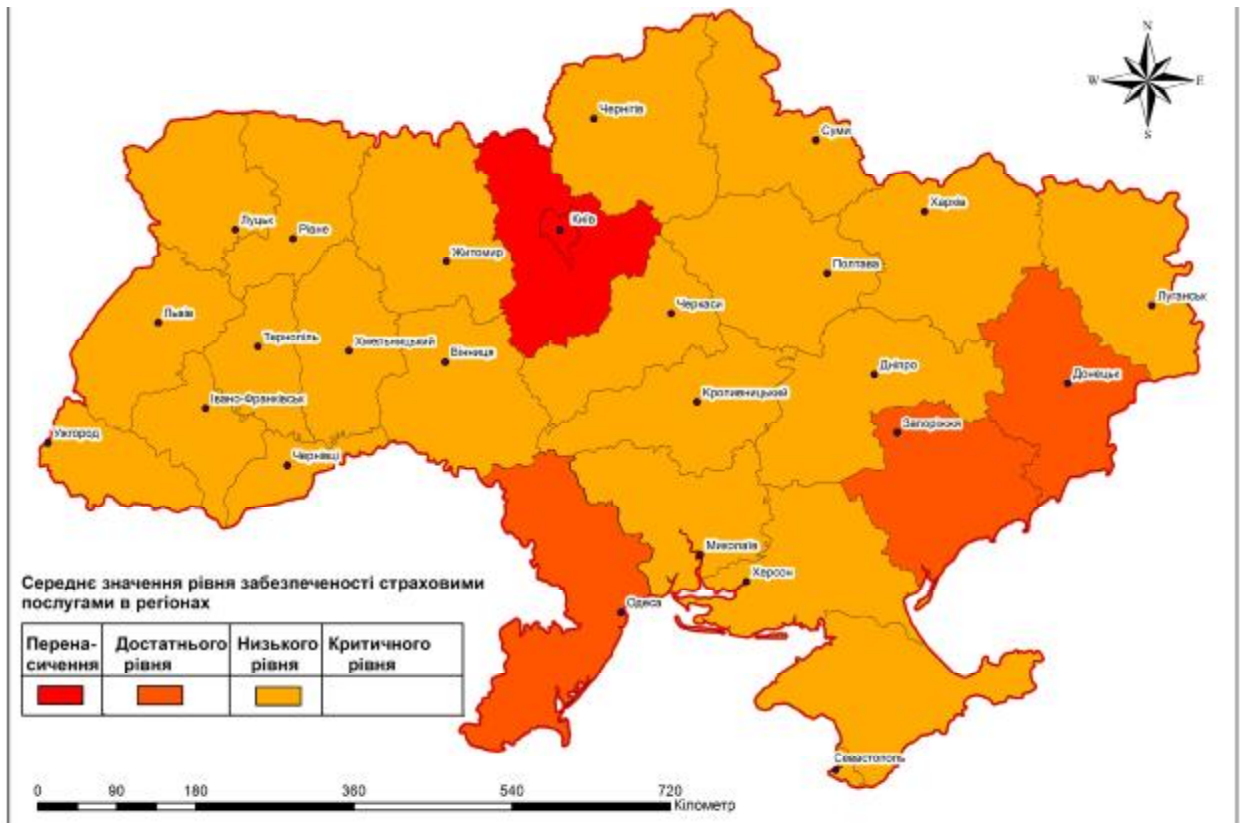 N
W E
S
Чернігів
Суми
Луцьк
Рівне
Київ
Харків
Житомир
Полтава
Львів
Черкаси
Луганськ
Тернопіль
Хмельницький
Вінниця
Дніпро
Донецьк
Івано-Франківськ
Кропивницький
Ужгород
Запоріжжя
Чернівці
Миколаїв
Херсон
Одеса
Севастополь
Середнє значення рівня забезпеченості страховими
послугами в регіонах
Перена- Достатнього Низького Критичного
сичення рівня рівня рівня
0 90 180 360 540 720
Кілометр